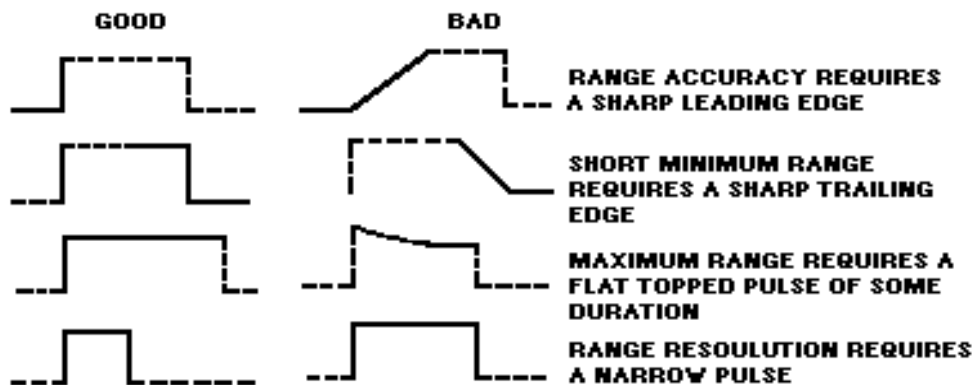 GOOD BAD
RANGE ACCURACY REQUIRES
A SHARP LEADING EDGE
SHORT MINIMUM RANGE
REQUIRES A SHARP TRAILING
EDGE
MAXIMUM RANGE REQUIRES A
FLAT TOPPED PULSE OF SOME
DURATION
RANGE RESOULUTION REQUIRES
A NARROW PULSE